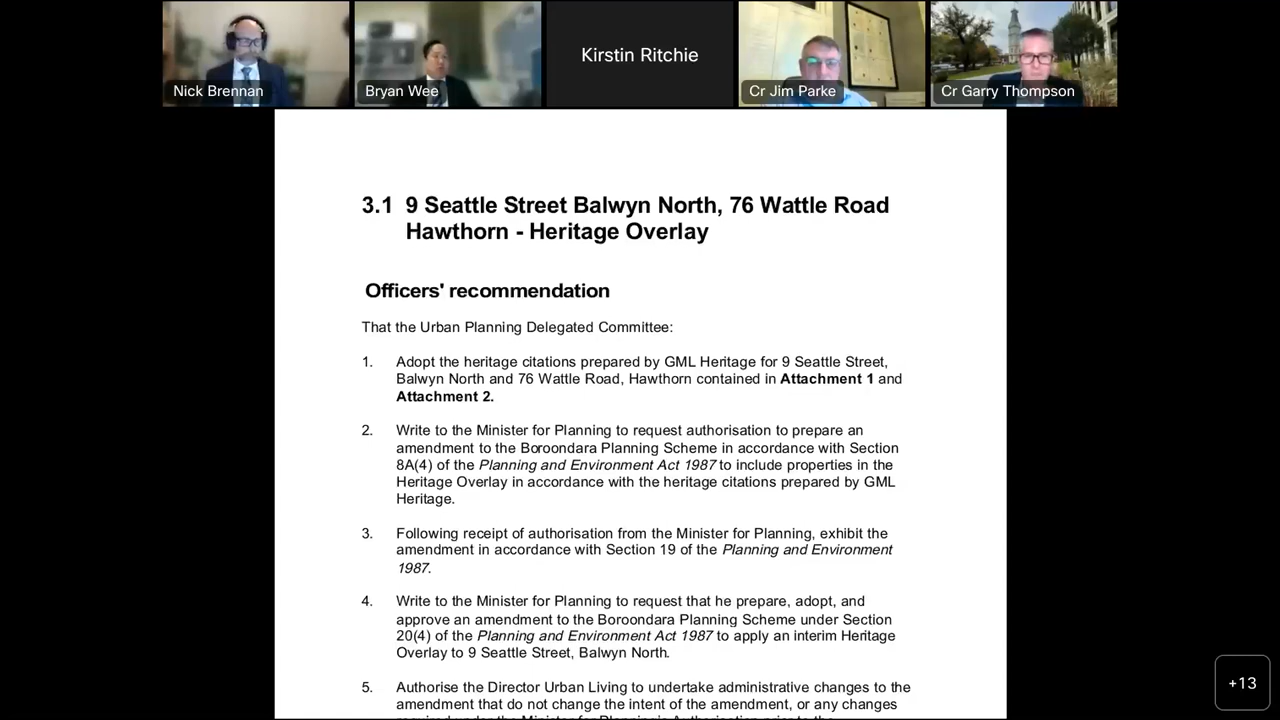 Nick Brennan
Bryan Wee
Kirstin Ritchie
Cr Jim Parke
Cr Garry Thompson
3.1 9 Seattle Street Balwyn North, 76 Wattle Road
Hawthorn - Heritage Overlay
Officers' recommendation
That the Urban Planning Delegated Committee:
1. Adopt the heritage citations prepared by GML Heritage for 9 Seattle Street,
Balwyn North and 76 Wattle Road, Hawthorn contained in Attachment 1 and
Attachment 2.
2. Write to the Minister for Planning to request authorisation to prepare an
amendment to the Boroondara Planning Scheme in accordance with Section
8A(4) of the Planning and Environment Act 1987 to include properties in the
Heritage Overlay in accordance with the heritage citations prepared by GML
Heritage.
3. Following receipt of authorisation from the Minister for Planning, exhibit the
amendment in accordance with Section 19 of the Planning and Environment
1987.
4. Write to the Minister for Planning to request that he prepare, adopt, and
approve an amendment to the Boroondara Planning Scheme under Section
20(4) of the Planning and Environment Act 1987 to apply an interim Heritage
Overlay to 9 Seattle Street, Balwyn North.
5. Authorise the Director Urban Living to undertake administrative changes to the
amendment that do not change the intent of the amendment, or any changes
required under the Minister for Planning's Authorisation prior to the
+13